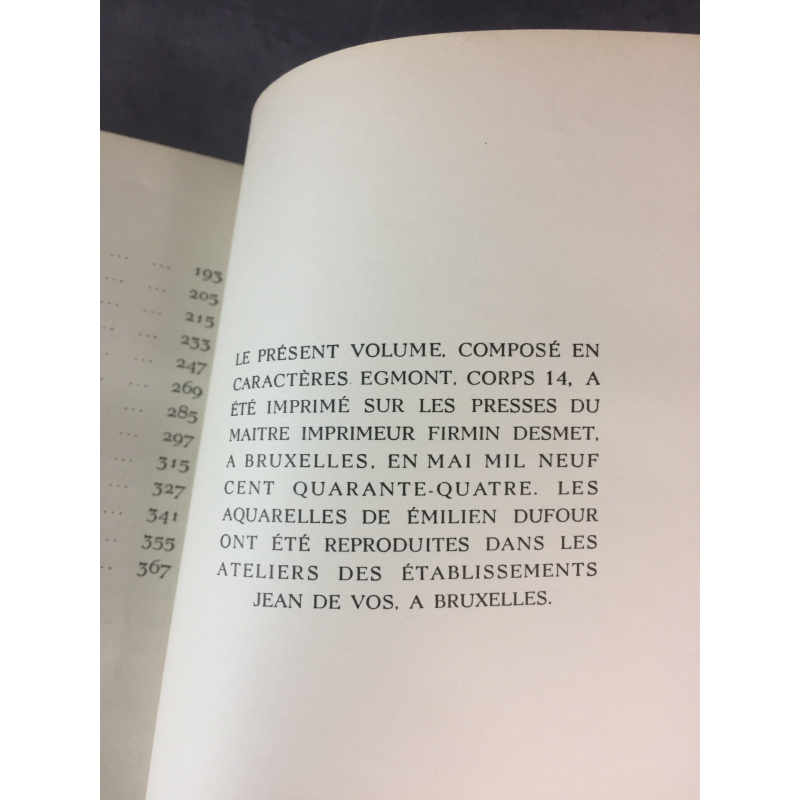 ... ... 193
... 205
... 215
... 233
... 247
... 269
... 285
... 297
... 315
... 327
... 341
... 355
.. 367
LE PRÉSENT VOLUME, COMPOSÉ EN
CARACTÈRES EGMONT, CORPS 14, A
ÉTÉ IMPRIMÉ SUR LES PRESSES DU
MAITRE IMPRIMEUR FIRMIN DESMET,
A BRUXELLES, EN MAI MIL NEUF
CENT QUARANTE-QUATRE. LES
AQUARELLES DE ÉMILIEN DUFOUR
ONT ÉTÉ REPRODUITES DANS LES
ATELIERS DES ÉTABLISSEMENTS
JEAN DE VOS, A BRUXELLES.